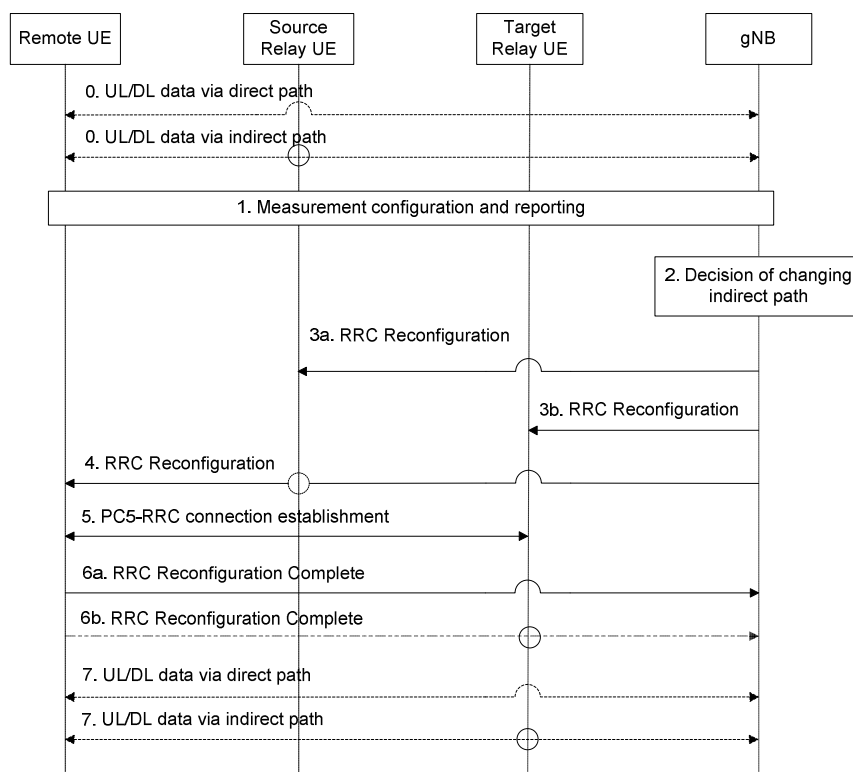 Remote UE
Source
Relay UE
Target
Relay UE
gNB
0. UL/DL data via direct path
0. UL/DL data via indirect path
1. Measurement configuration and reporting
2. Decision of changing
indirect path
3a. RRC Reconfiguration
3b. RRC Reconfiguration
4. RRC Reconfiguration
5. PC5-RRC connection establishment
6a. RRC Reconfiguration Complete
6b. RRC Reconfiguration Complete
7. UL/DL data via direct path
7. UL/DL data via indirect path